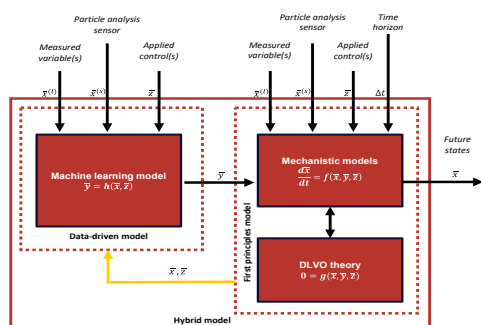 Particle analysis
sensor
Measured
variable(s)
Applied
control(s)
Particle analysis
sensor
Time
horizon
Measured
variable(s)
Applied
control(s)
x̅⁽ˡ⁾
x̅⁽ˢ⁾
z̅
x̅⁽ˡ⁾
x̅⁽ˢ⁾
z̅
Δt
Machine learning model
y̅ = h(x̅, z̅)
Data-driven model
y̅
Mechanistic models
dx̅/dt = f(x̅, y̅, z̅)
Future
states
x̅
First principles model
DLVO theory
0 = g(x̅, y̅, z̅)
x̅, z̅
Hybrid model